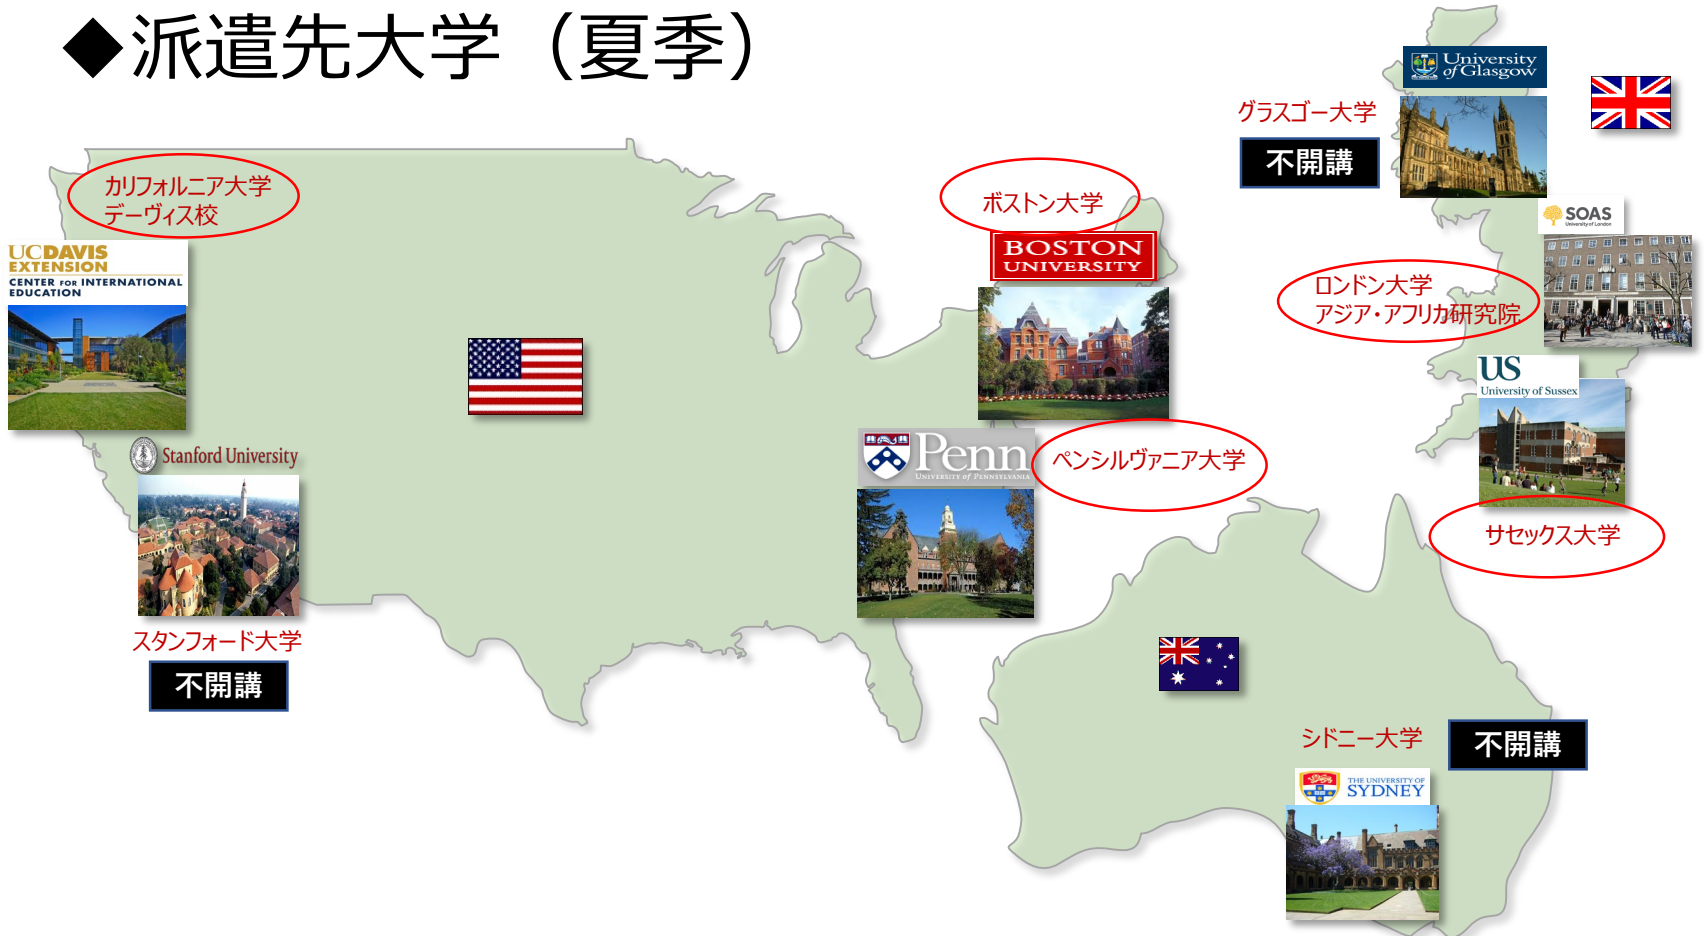 ◆派遣先大学（夏季）
カリフォルニア大学
デーヴィス校
UCDAVIS
EXTENSION
CENTER FOR INTERNATIONAL
EDUCATION
Stanford University
スタンフォード大学
不開講
ボストン大学
BOSTON
UNIVERSITY
Penn
UNIVERSITY OF PENNSYLVANIA
ペンシルヴァニア大学
University
of Glasgow
グラスゴー大学
不開講
SOAS
University of London
ロンドン大学
アジア・アフリカ研究院
US
University of Sussex
サセックス大学
シドニー大学
不開講
THE UNIVERSITY OF
SYDNEY